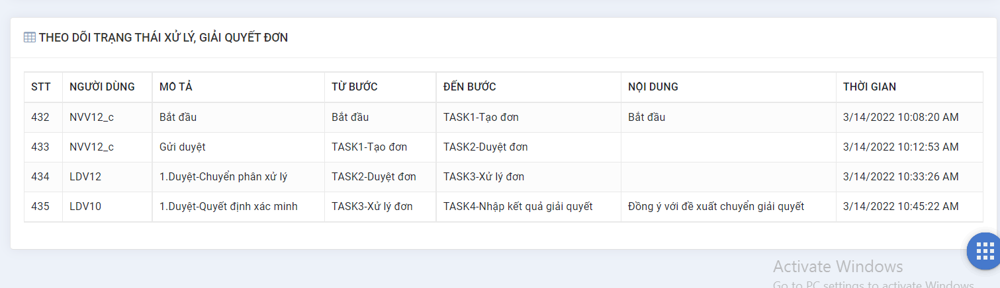 THEO DÕI TRẠNG THÁI XỬ LÝ, GIẢI QUYẾT ĐƠN
STT NGƯỜI DÙNG MÔ TẢ TỪ BƯỚC ĐẾN BƯỚC NỘI DUNG THỜI GIAN
432 NVV12_c Bắt đầu Bắt đầu TASK1-Tạo đơn Bắt đầu 3/14/2022 10:08:20 AM
433 NVV12_c Gửi duyệt TASK1-Tạo đơn TASK2-Duyệt đơn 3/14/2022 10:12:53 AM
434 LDV12 1.Duyệt-Chuyển phân xử lý TASK2-Duyệt đơn TASK3-Xử lý đơn 3/14/2022 10:33:26 AM
435 LDV10 1.Duyệt-Quyết định xác minh TASK3-Xử lý đơn TASK4-Nhập kết quả giải quyết Đồng ý với đề xuất chuyển giải quyết 3/14/2022 10:45:22 AM
Activate Windows
Go to PC settings to activate Windows